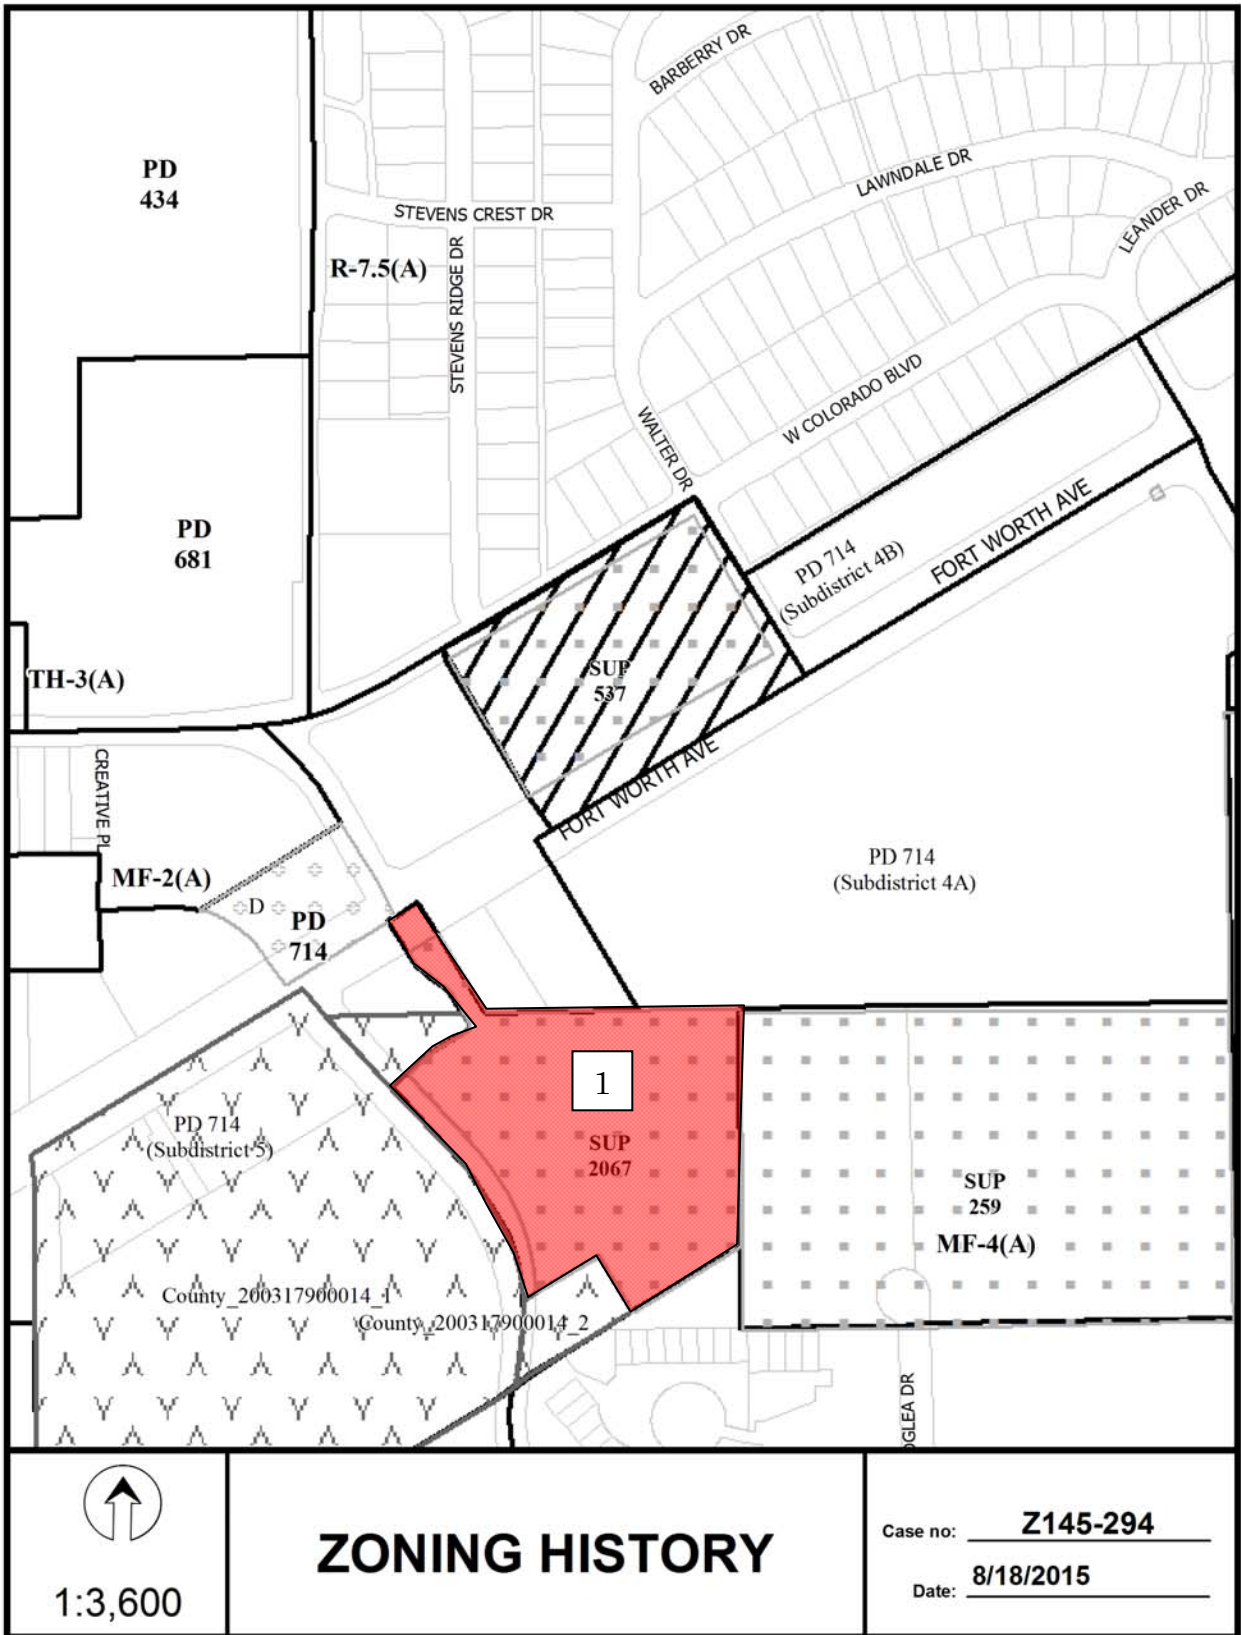 BARBERRY DR
PD
434
LAWNDALE DR
STEVENS CREST DR
LEANDER DR
R-7.5(A)
STEVENS RIDGE DR
W COLORADO BLVD
WALTER DR
PD
681
FORT WORTH AVE
PD 714
(Subdistrict 4B)
SUP
537
TH-3(A)
CREATIVE PL
FORT WORTH AVE
PD 714
(Subdistrict 4A)
MF-2(A)
D
PD
714
1
PD 714
(Subdistrict 5)
SUP
2067
SUP
259
MF-4(A)
County_200317900014_1
County_200317900014_2
OGLEA DR
1:3,600
ZONING HISTORY
Case no: Z145-294
Date: 8/18/2015